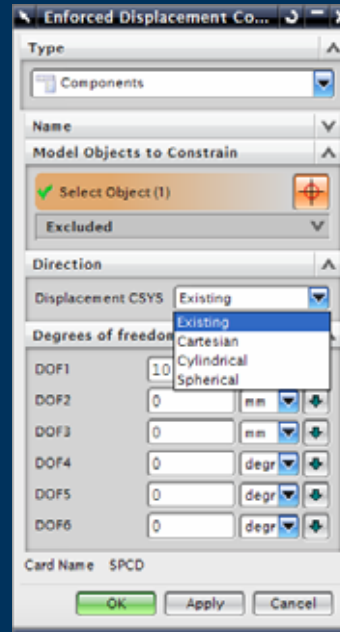 Enforced Displacement Co...
Type
Components
Name
Model Objects to Constrain
Select Object (1)
Excluded
Direction
Displacement CSYS Existing
Existing
Cartesian
Cylindrical
Spherical
Degrees of freedom
DOF1 10
DOF2 0 mm
DOF3 0 mm
DOF4 0 degr
DOF5 0 degr
DOF6 0 degr
Card Name SPCD
OK Apply Cancel